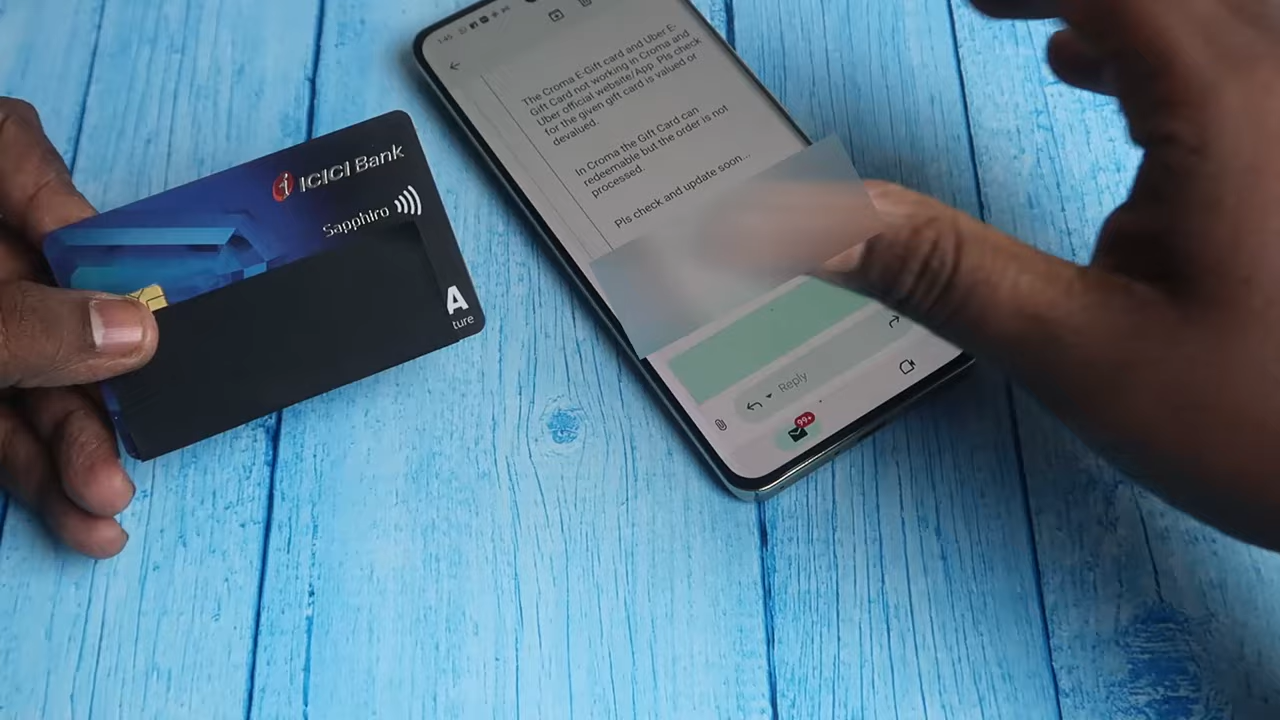 ICICI Bank
Sapphiro
A
ture
1:45
The Croma E-Gift card and Uber E-
Gift Card not working in Croma and
Uber official website/App. Pls check
for the given gift card is valued or
devalued.
In Croma the Gift Card can
redeemable but the order is not
processed.
Pls check and update soon...
Reply
99+